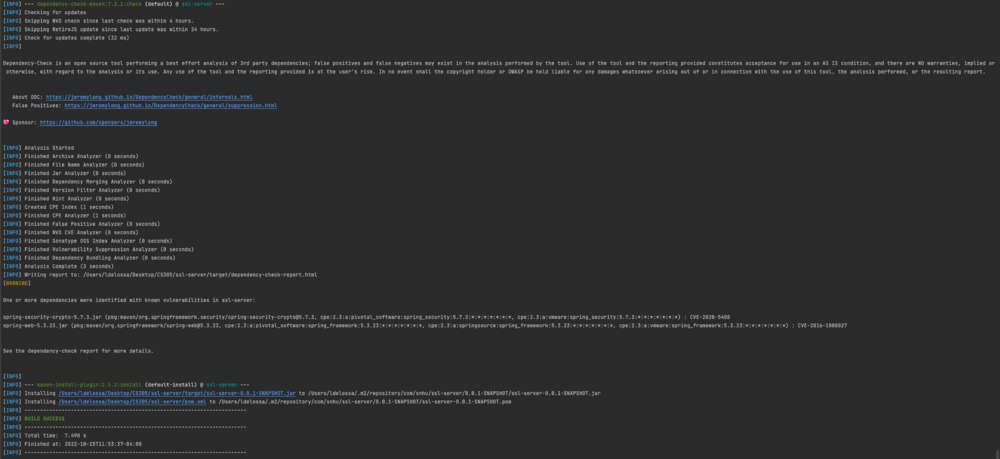 [INFO] --- dependency-check-maven:7.2.1:check (default) @ ssl-server ---
[INFO] Checking for updates
[INFO] Skipping NVD check since last check was within 4 hours.
[INFO] Skipping RetireJS update since last update was within 24 hours.
[INFO] Check for updates complete (32 ms)
[INFO]
Dependency-Check is an open source tool performing a best effort analysis of 3rd party dependencies; false positives and false negatives may exist in the analysis performed by the tool. Use of the tool and the reporting provided constitutes acceptance for use in an AS IS condition, and there are NO warranties, implied or
otherwise, with regard to the analysis or its use. Any use of the tool and the reporting provided is at the user's risk. In no event shall the copyright holder or OWASP be held liable for any damages whatsoever arising out of or in connection with the use of this tool, the analysis performed, or the resulting report.
About ODC: https://jeremylong.github.io/DependencyCheck/general/internals.html
False Positives: https://jeremylong.github.io/DependencyCheck/general/suppression.html
💖 Sponsor: https://github.com/sponsors/jeremylong
[INFO] Analysis Started
[INFO] Finished Archive Analyzer (0 seconds)
[INFO] Finished File Name Analyzer (0 seconds)
[INFO] Finished Jar Analyzer (0 seconds)
[INFO] Finished Dependency Merging Analyzer (0 seconds)
[INFO] Finished Version Filter Analyzer (0 seconds)
[INFO] Finished Hint Analyzer (0 seconds)
[INFO] Created CPE Index (1 seconds)
[INFO] Finished CPE Analyzer (1 seconds)
[INFO] Finished False Positive Analyzer (0 seconds)
[INFO] Finished NVD CVE Analyzer (0 seconds)
[INFO] Finished Sonatype OSS Index Analyzer (0 seconds)
[INFO] Finished Vulnerability Suppression Analyzer (0 seconds)
[INFO] Finished Dependency Bundling Analyzer (0 seconds)
[INFO] Analysis Complete (3 seconds)
[INFO] Writing report to: /Users/ldelossa/Desktop/CS305/ssl-server/target/dependency-check-report.html
[WARNING]
One or more dependencies were identified with known vulnerabilities in ssl-server:
spring-security-crypto-5.7.3.jar (pkg:maven/org.springframework.security/spring-security-crypto@5.7.3, cpe:2.3:a:pivotal_software:spring_security:5.7.3:*:*:*:*:*:*:*, cpe:2.3:a:vmware:spring_security:5.7.3:*:*:*:*:*:*:*) : CVE-2020-5408
spring-web-5.3.23.jar (pkg:maven/org.springframework/spring-web@5.3.23, cpe:2.3:a:pivotal_software:spring_framework:5.3.23:*:*:*:*:*:*:*, cpe:2.3:a:springsource:spring_framework:5.3.23:*:*:*:*:*:*:*, cpe:2.3:a:vmware:spring_framework:5.3.23:*:*:*:*:*:*:*) : CVE-2016-1000027
See the dependency-check report for more details.
[INFO]
[INFO] --- maven-install-plugin:2.5.2:install (default-install) @ ssl-server ---
[INFO] Installing /Users/ldelossa/Desktop/CS305/ssl-server/target/ssl-server-0.0.1-SNAPSHOT.jar to /Users/ldelossa/.m2/repository/com/snhu/ssl-server/0.0.1-SNAPSHOT/ssl-server-0.0.1-SNAPSHOT.jar
[INFO] Installing /Users/ldelossa/Desktop/CS305/ssl-server/pom.xml to /Users/ldelossa/.m2/repository/com/snhu/ssl-server/0.0.1-SNAPSHOT/ssl-server-0.0.1-SNAPSHOT.pom
[INFO] ------------------------------------------------------------------------
[INFO] BUILD SUCCESS
[INFO] ------------------------------------------------------------------------
[INFO] Total time:  7.490 s
[INFO] Finished at: 2022-10-15T11:53:37-04:00
[INFO] ------------------------------------------------------------------------